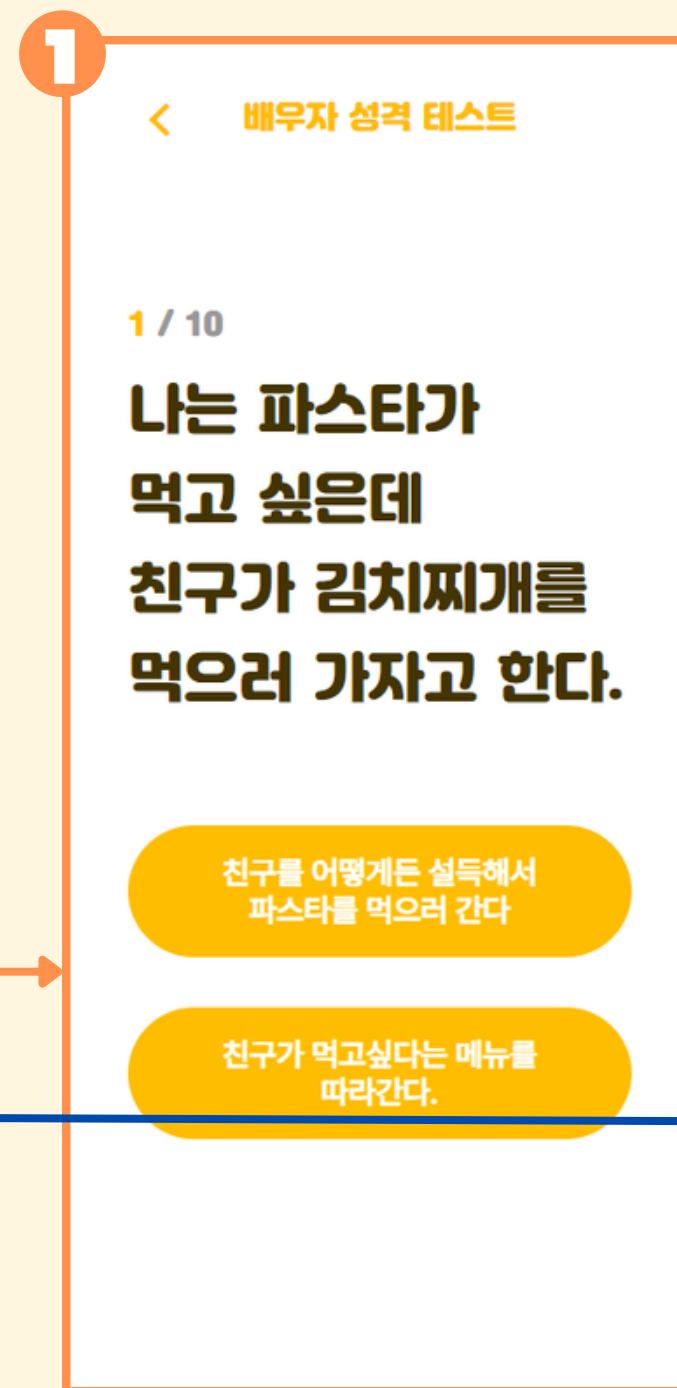 1
< 배우자 성격 테스트
1 / 10
나는 파스타가
먹고 싶은데
친구가 김치찌개를
먹으러 가자고 한다.
친구를 어떻게든 설득해서
파스타를 먹으러 간다
친구가 먹고싶다는 메뉴를
따라간다.